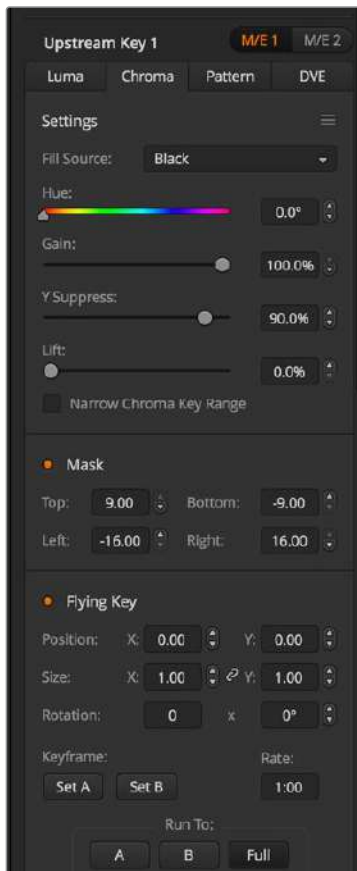 Upstream Key 1 M/E 1 M/E 2
Luma Chroma Pattern DVE
Settings
Fill Source: Black
Hue:
0.0°
Gain:
100.0%
Y Suppress:
90.0%
Lift:
0.0%
Narrow Chroma Key Range
Mask
Top: 9.00 Bottom: -9.00
Left: -16.00 Right: 16.00
Flying Key
Position: X: 0.00 Y: 0.00
Size: X: 1.00 Y: 1.00
Rotation: 0 x 0°
Keyframe: Rate:
Set A Set B 1:00
Run To:
A B Full